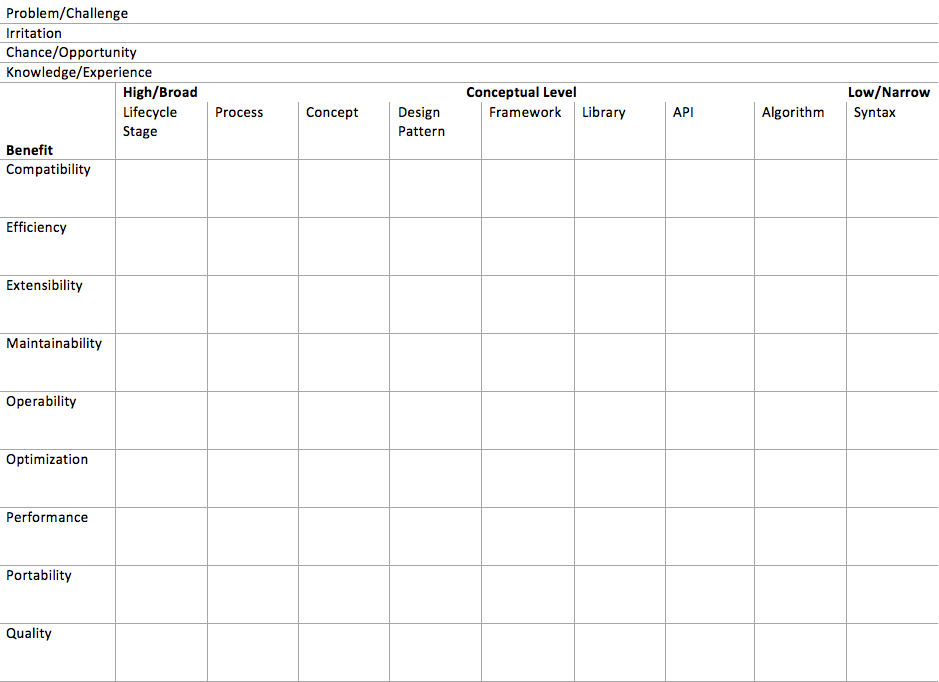 Problem/Challenge
Irritation
Chance/Opportunity
Knowledge/Experience
High/Broad Conceptual Level Low/Narrow
Lifecycle Process Concept Design Framework Library API Algorithm Syntax
Stage Pattern
Benefit
Compatibility
Efficiency
Extensibility
Maintainability
Operability
Optimization
Performance
Portability
Quality